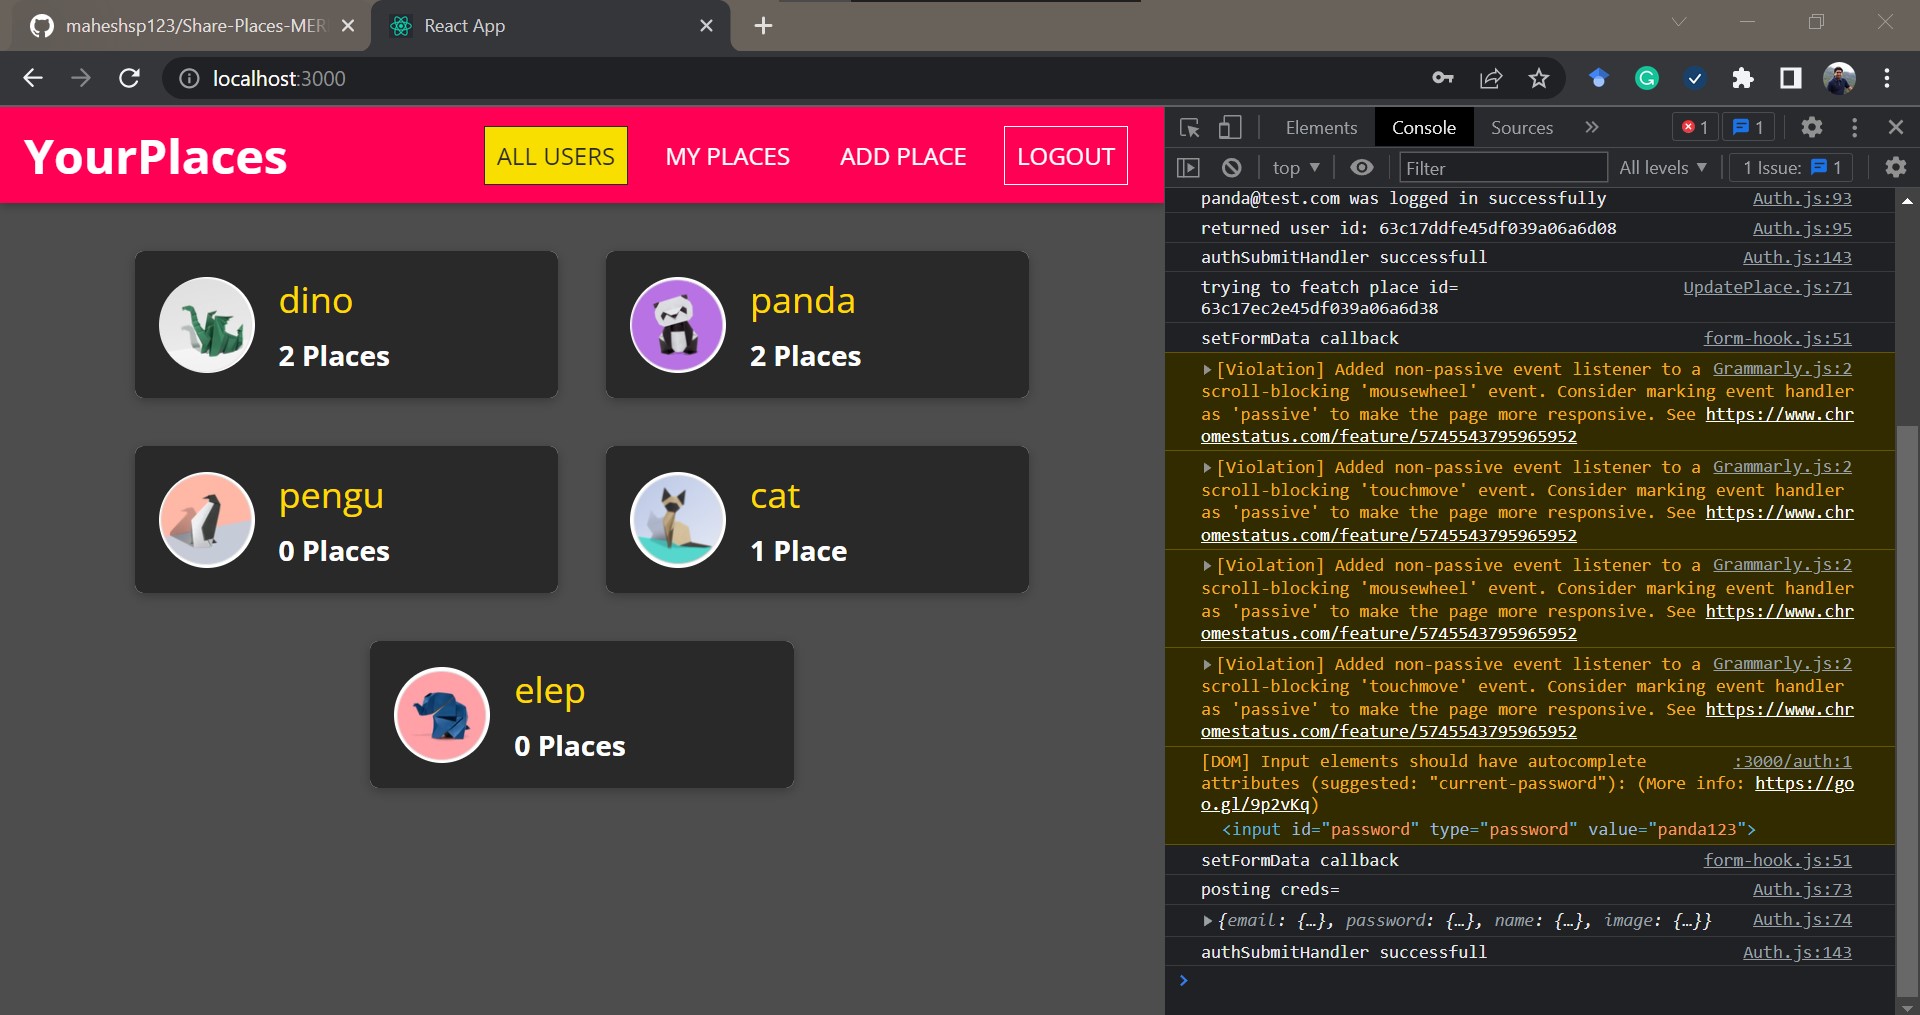 maheshsp123/Share-Places-MER
React App
localhost:3000
YourPlaces
ALL USERS
MY PLACES
ADD PLACE
LOGOUT
dino
2 Places
panda
2 Places
pengu
0 Places
cat
1 Place
elep
0 Places
Elements
Console
Sources
1
1
top
Filter
All levels
1 Issue:
1
panda@test.com was logged in successfully Auth.js:93
returned user id: 63c17ddfe45df039a06a6d08 Auth.js:95
authSubmitHandler successfull Auth.js:143
trying to featch place id= UpdatePlace.js:71
63c17ec2e45df039a06a6d38
setFormData callback form-hook.js:51
[Violation] Added non-passive event listener to a Grammarly.js:2
scroll-blocking 'mousewheel' event. Consider marking event handler
as 'passive' to make the page more responsive. See https://www.chr
omestatus.com/feature/5745543795965952
[Violation] Added non-passive event listener to a Grammarly.js:2
scroll-blocking 'touchmove' event. Consider marking event handler
as 'passive' to make the page more responsive. See https://www.chr
omestatus.com/feature/5745543795965952
[Violation] Added non-passive event listener to a Grammarly.js:2
scroll-blocking 'mousewheel' event. Consider marking event handler
as 'passive' to make the page more responsive. See https://www.chr
omestatus.com/feature/5745543795965952
[Violation] Added non-passive event listener to a Grammarly.js:2
scroll-blocking 'touchmove' event. Consider marking event handler
as 'passive' to make the page more responsive. See https://www.chr
omestatus.com/feature/5745543795965952
[DOM] Input elements should have autocomplete :3000/auth:1
attributes (suggested: "current-password"): (More info: https://go
o.gl/9p2vKq)
<input id="password" type="password" value="panda123">
setFormData callback form-hook.js:51
posting creds= Auth.js:73
{email: {…}, password: {…}, name: {…}, image: {…}} Auth.js:74
authSubmitHandler successfull Auth.js:143